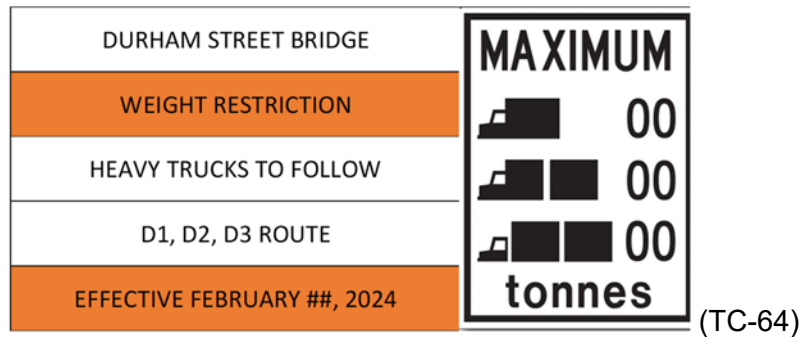 DURHAM STREET BRIDGE
WEIGHT RESTRICTION
HEAVY TRUCKS TO FOLLOW
D1, D2, D3 ROUTE
EFFECTIVE FEBRUARY ##, 2024
MAXIMUM
00
00
00
tonnes
(TC-64)